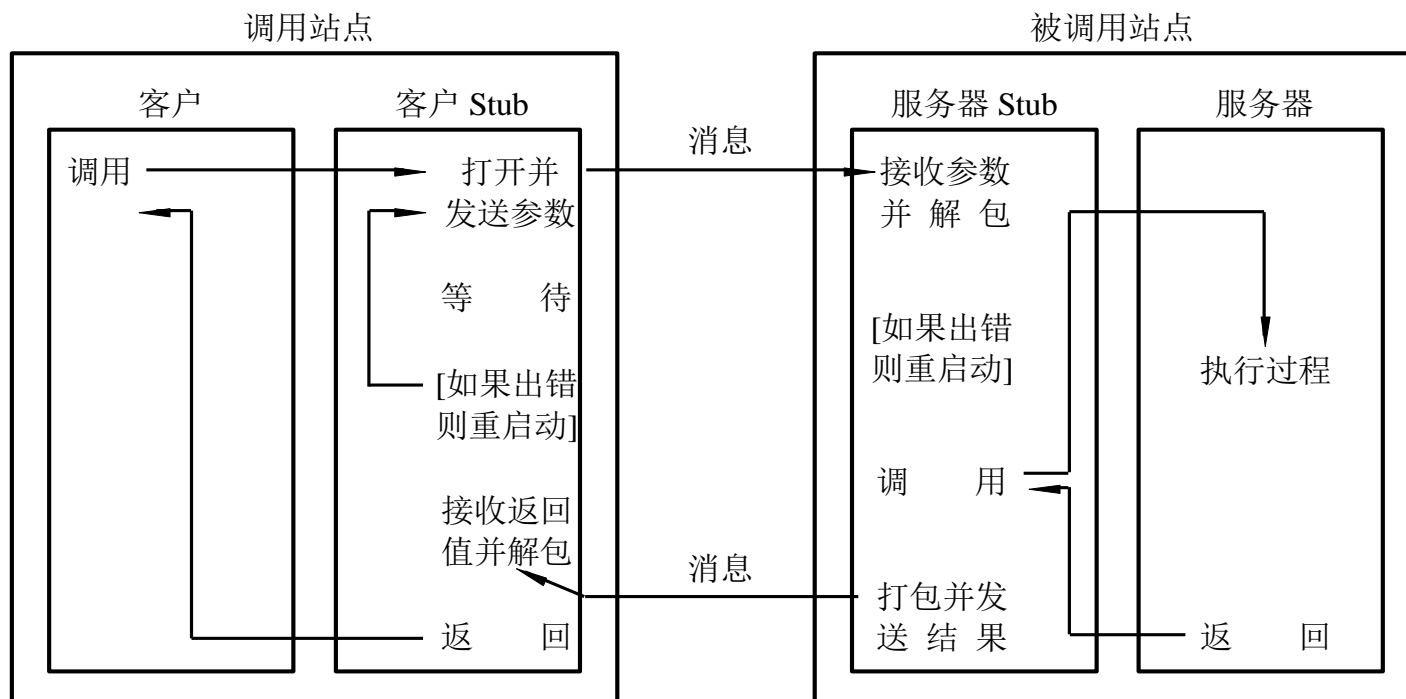 调用站点
被调用站点
客户
客户 Stub
服务器 Stub
服务器
调用
打开并
发送参数
等 待
[如果出错
则重启动]
接收返回
值并解包
返 回
消息
消息
接收参数
并 解 包
[如果出错
则重启动]
调 用
打包并发
送 结 果
执行过程
返 回